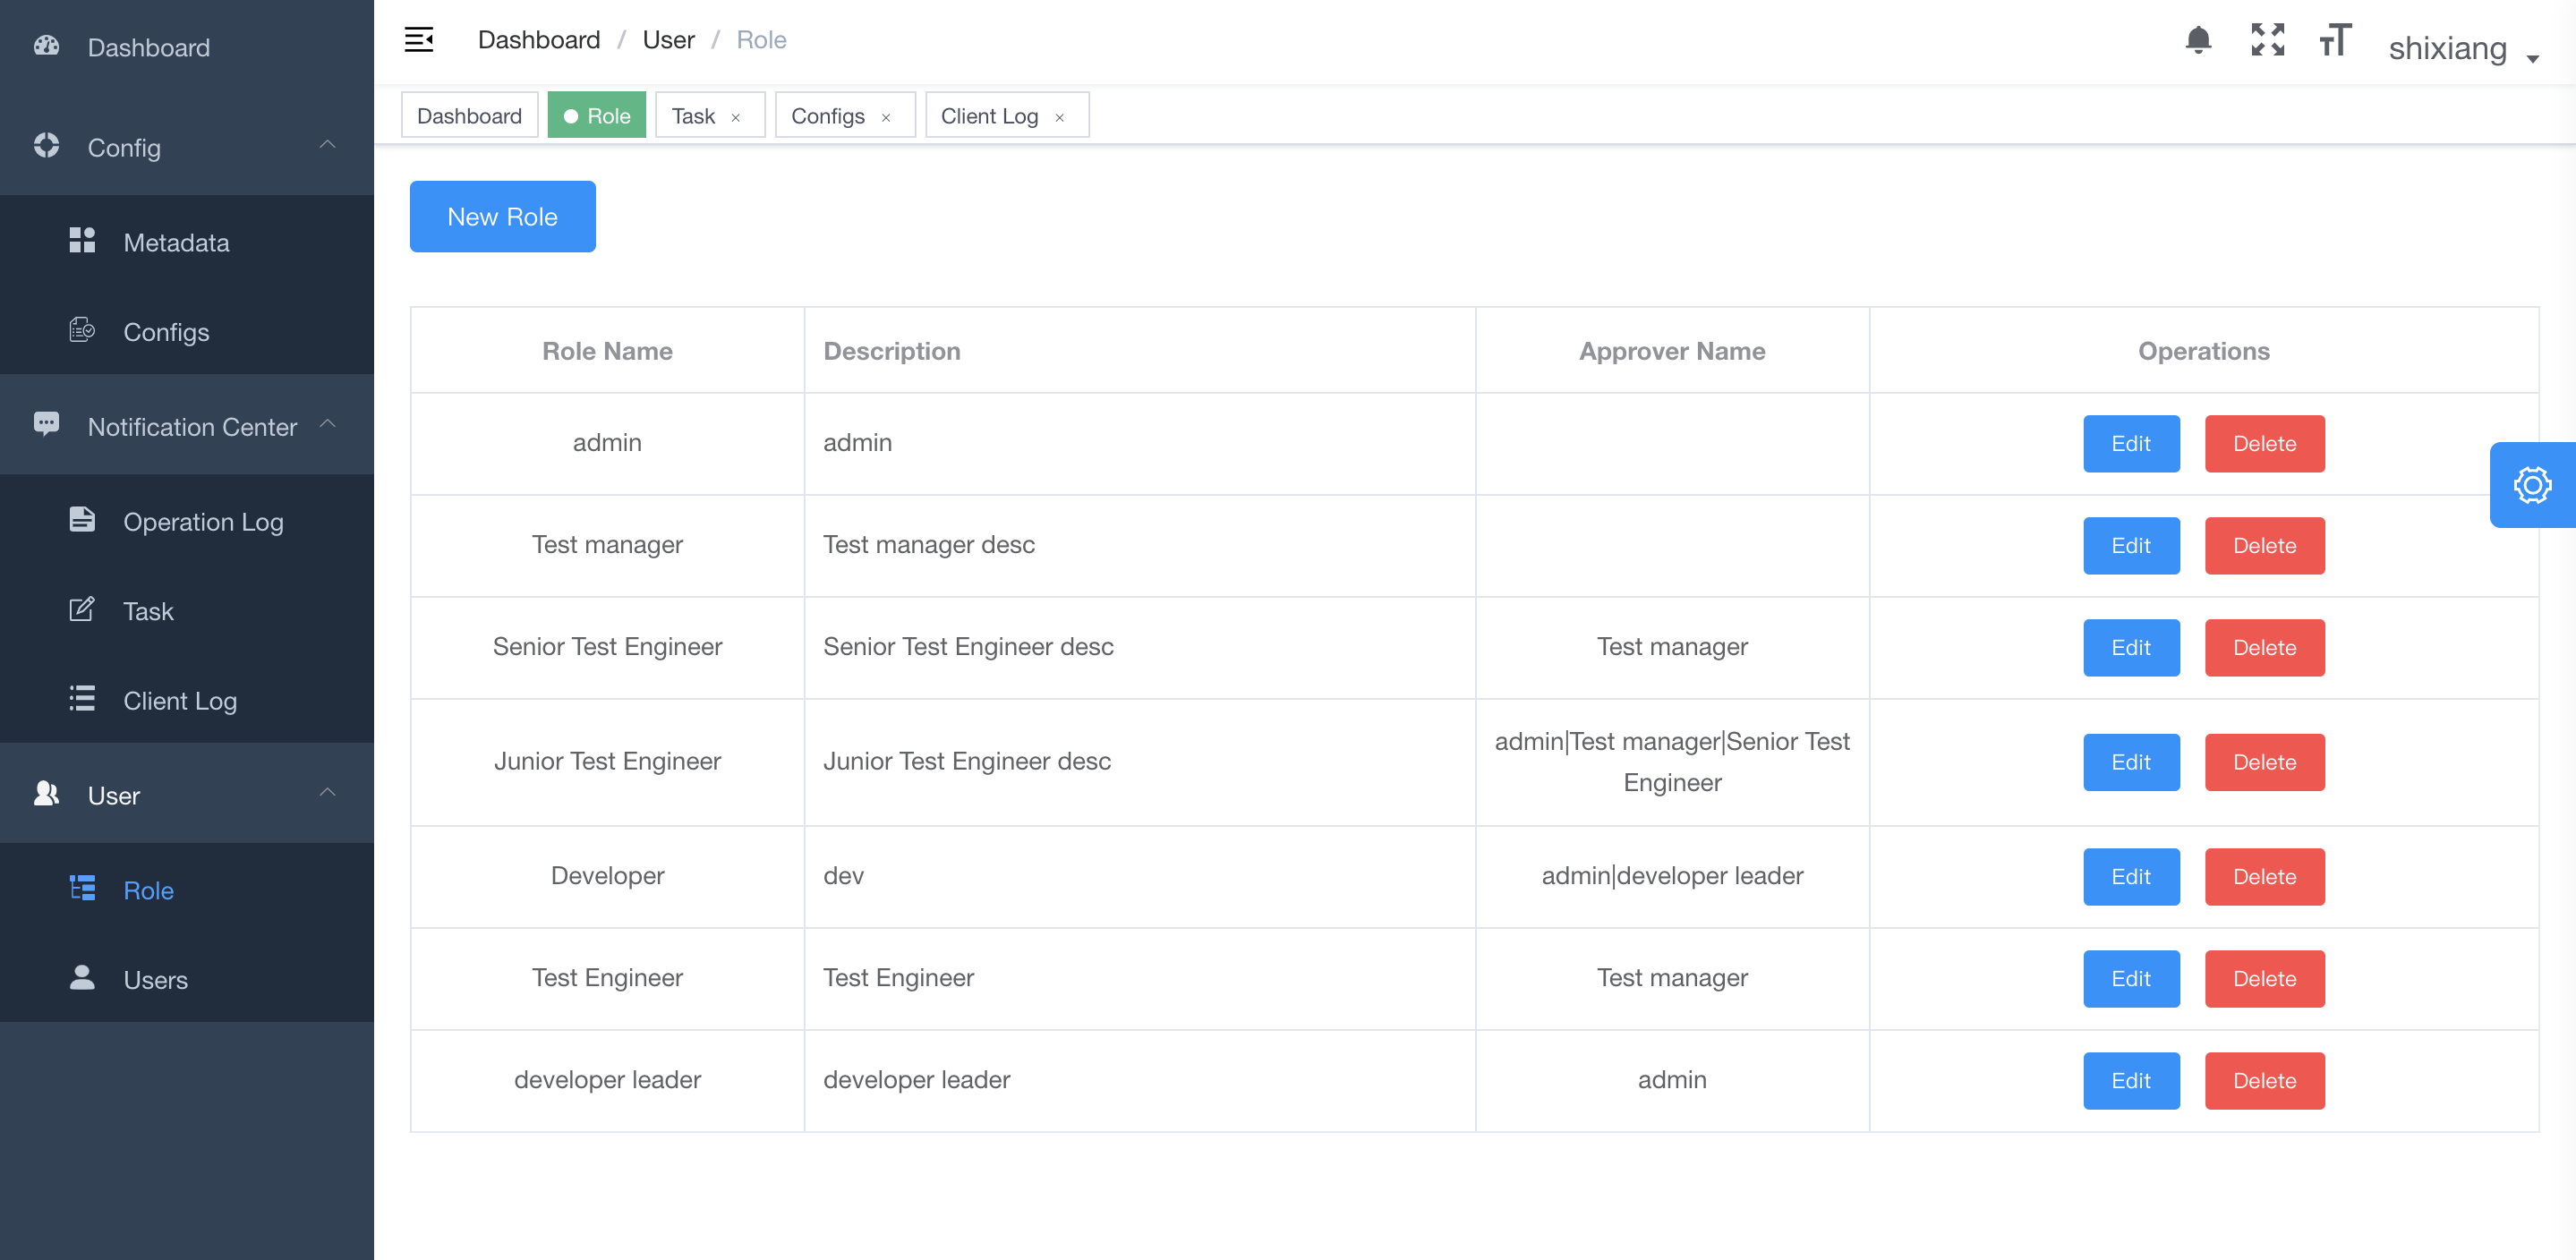 Dashboard
Config
Metadata
Configs
Notification Center
Operation Log
Task
Client Log
User
Role
Users
Dashboard / User / Role
shixiang
Dashboard
Role
Task ×
Configs ×
Client Log ×
New Role
Role Name Description Approver Name Operations
admin admin Edit Delete
Test manager Test manager desc Edit Delete
Senior Test Engineer Senior Test Engineer desc Test manager Edit Delete
Junior Test Engineer Junior Test Engineer desc admin|Test manager|Senior Test
Engineer Edit Delete
Developer dev admin|developer leader Edit Delete
Test Engineer Test Engineer Test manager Edit Delete
developer leader developer leader admin Edit Delete